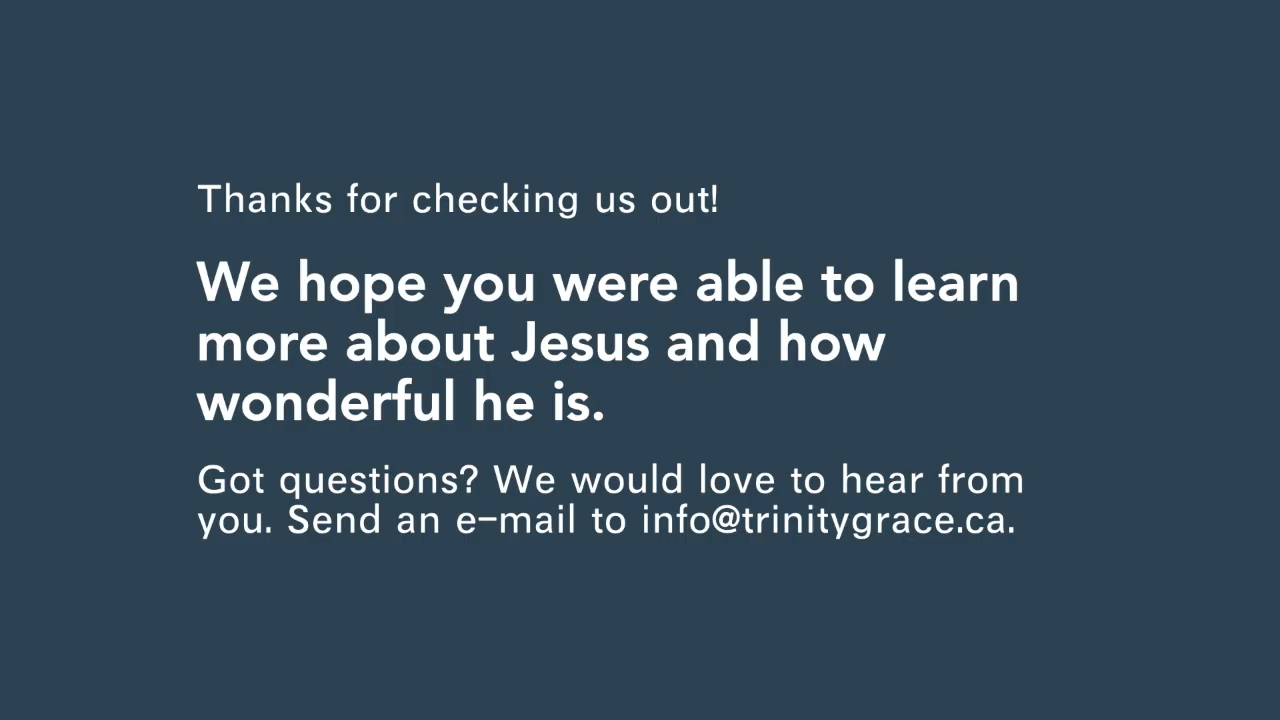 Thanks for checking us out!
We hope you were able to learn
more about Jesus and how
wonderful he is.
Got questions? We would love to hear from
you. Send an e-mail to info@trinitygrace.ca.